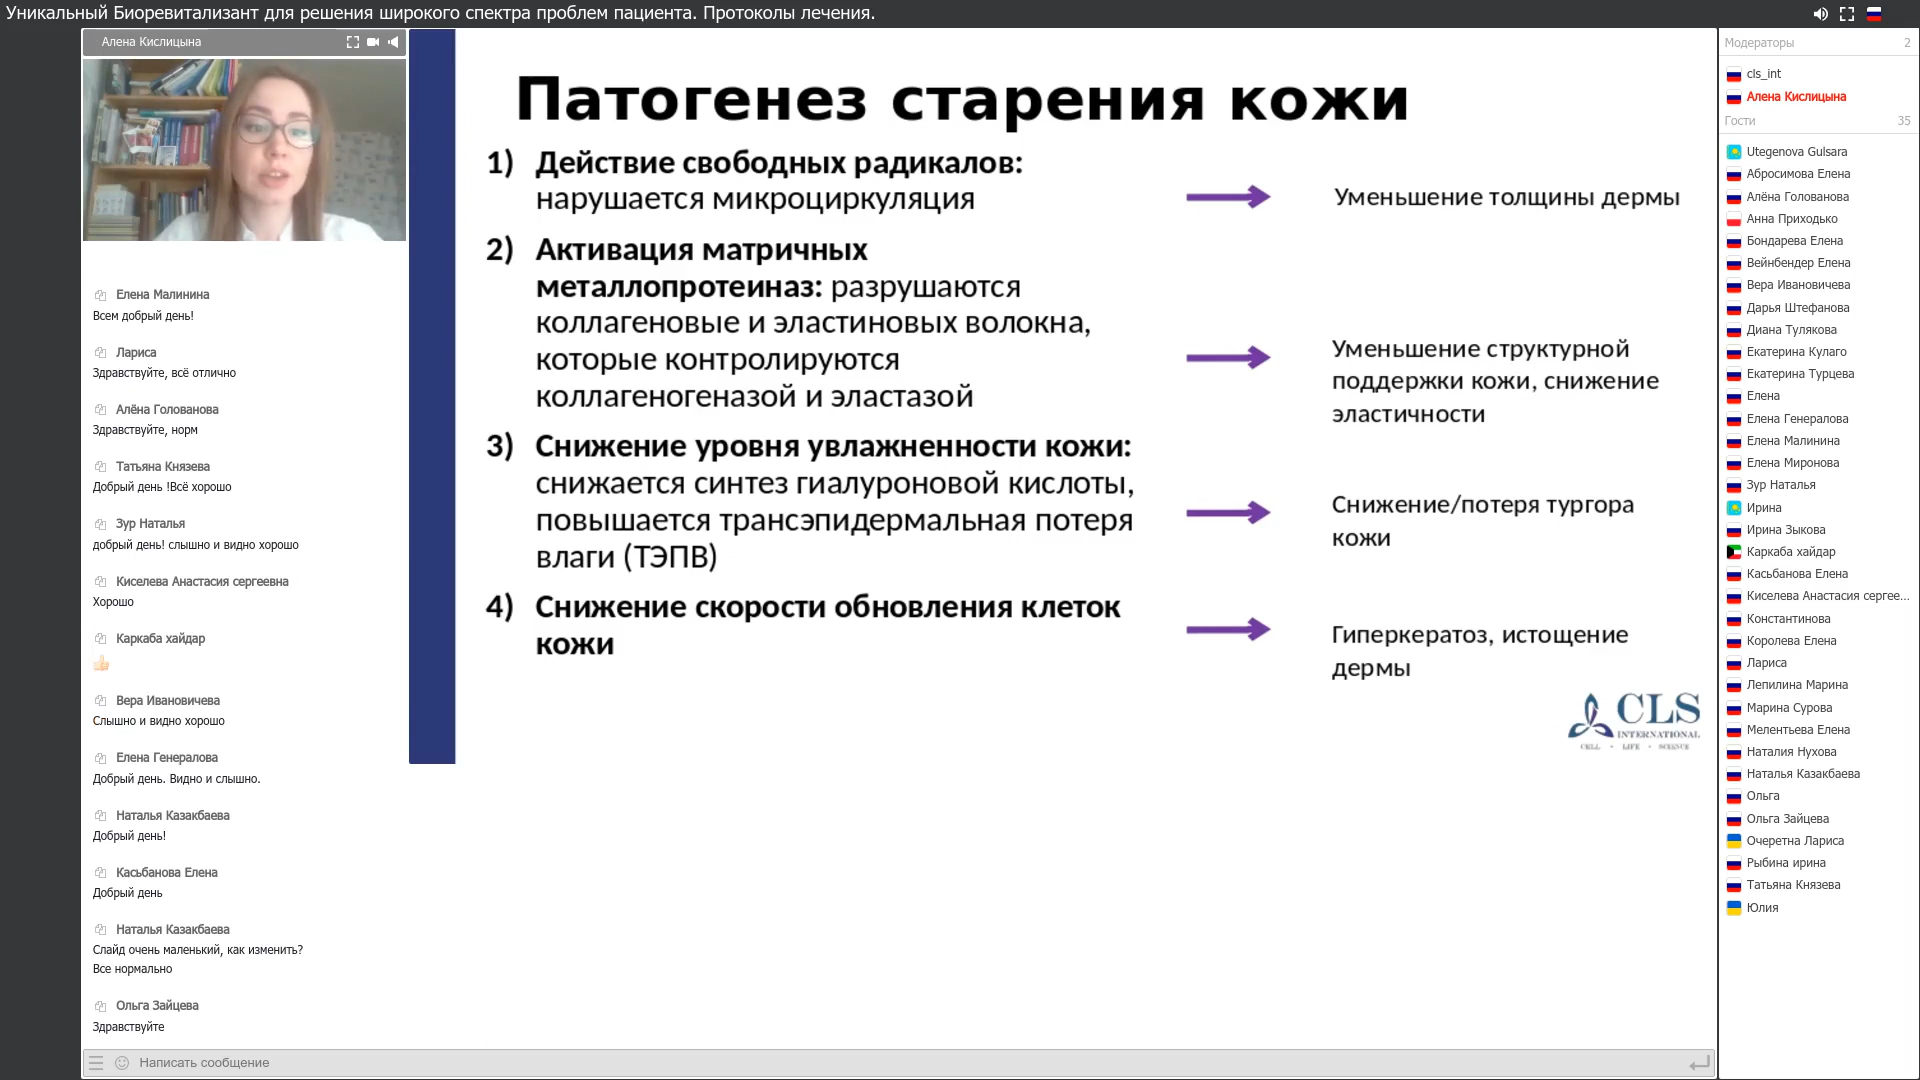 Уникальный Биоревитализант для решения широкого спектра проблем пациента. Протоколы лечения.
Алена Кислицына
Елена Малинина
Всем добрый день!
Лариса
Здравствуйте, всё отлично
Алёна Голованова
Здравствуйте, норм
Татьяна Князева
Добрый день !Всё хорошо
Зур Наталья
добрый день! слышно и видно хорошо
Киселева Анастасия сергеевна
Хорошо
Каркаба хайдар
Вера Ивановичева
Слышно и видно хорошо
Елена Генералова
Добрый день. Видно и слышно.
Наталья Казакбаева
Добрый день!
Касьбанова Елена
Добрый день
Наталья Казакбаева
Слайд очень маленький, как изменить?
Все нормально
Ольга Зайцева
Здравствуйте
Написать сообщение
Патогенез старения кожи
1) Действие свободных радикалов:
нарушается микроциркуляция
Уменьшение толщины дермы
2) Активация матричных
металлопротеиназ: разрушаются
коллагеновые и эластиновых волокна,
которые контролируются
коллагеногеназой и эластазой
Уменьшение структурной
поддержки кожи, снижение
эластичности
3) Снижение уровня увлажненности кожи:
снижается синтез гиалуроновой кислоты,
повышается трансэпидермальная потеря
влаги (ТЭПВ)
Снижение/потеря тургора
кожи
4) Снижение скорости обновления клеток
кожи
Гиперкератоз, истощение
дермы
CLS
INTERNATIONAL
CELL • LIFE • SCIENCE
Модераторы 2
cls_int
Алена Кислицына
Гости 35
Utegenova Gulsara
Абросимова Елена
Алёна Голованова
Анна Приходько
Бондарева Елена
Вейнбендер Елена
Вера Ивановичева
Дарья Штефанова
Диана Тулякова
Екатерина Кулаго
Екатерина Турцева
Елена
Елена Генералова
Елена Малинина
Елена Миронова
Зур Наталья
Ирина
Ирина Зыкова
Каркаба хайдар
Касьбанова Елена
Киселева Анастасия сергее...
Константинова
Королева Елена
Лариса
Лепилина Марина
Марина Сурова
Мелентьева Елена
Наталия Нухова
Наталья Казакбаева
Ольга
Ольга Зайцева
Очеретна Лариса
Рыбина ирина
Татьяна Князева
Юлия